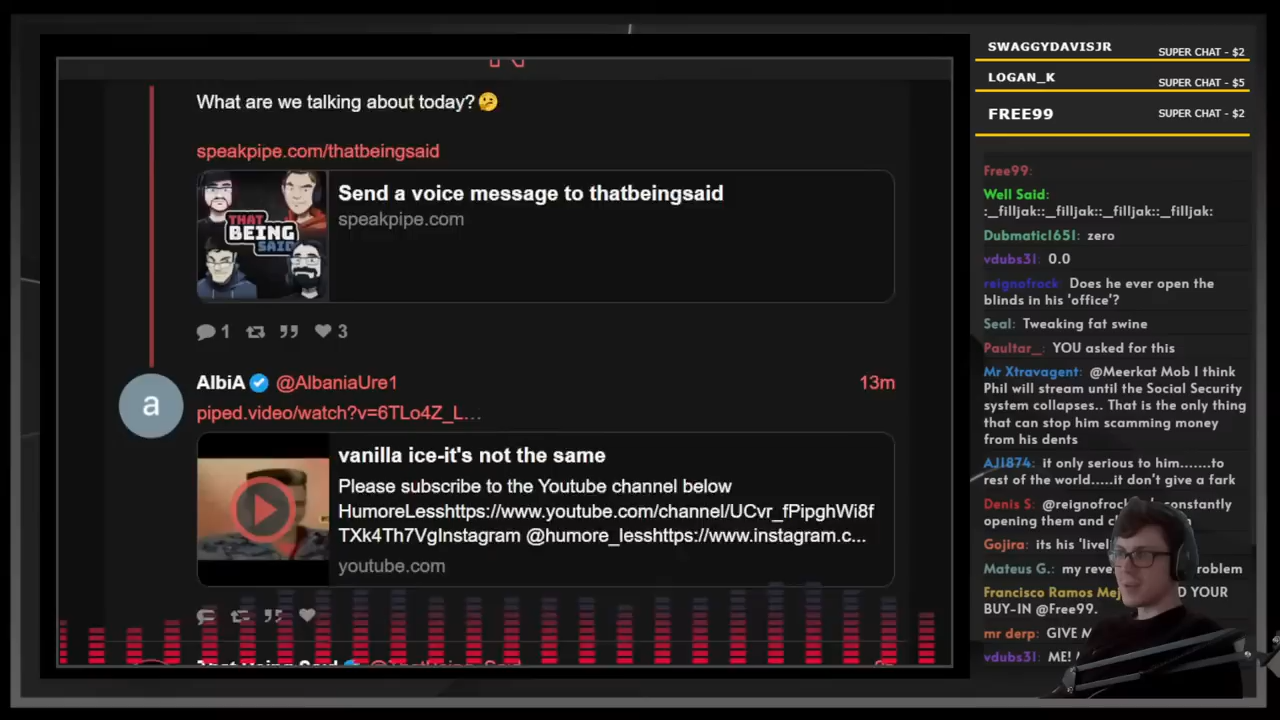 What are we talking about today?🤔
speakpipe.com/thatbeingsaid
THAT
BEING
SAID
Send a voice message to thatbeingsaid
speakpipe.com
1
3
a
AlbiA @AlbaniaUre1 13m
piped.video/watch?v=6TLo4Z_L…
vanilla ice-it's not the same
Please subscribe to the Youtube channel below
HumoreLesshttps://www.youtube.com/channel/UCvr_fPipghWi8f
TXk4Th7VgInstagram @humore_lesshttps://www.instagram.c...
youtube.com
SWAGGYDAVISJR SUPER CHAT - $2
LOGAN_K SUPER CHAT - $5
FREE99 SUPER CHAT - $2
Free99:
Well Said:
:__filljak::__filljak::__filljak::__filljak:
Dubmatic1651: zero
vdubs31: 0.0
reignofrock: Does he ever open the
blinds in his 'office'?
Seal: Tweaking fat swine
Paultar_: YOU asked for this
Mr Xtravagent: @Meerkat Mob I think
Phil will stream until the Social Security
system collapses.. That is the only thing
that can stop him scamming money
from his dents
AJ1874: it only serious to him.......to
rest of the world.....it don't give a fark
Denis S: constantly
opening them and
Gojira: its his
Mateus G.: my
Francisco Ramos YOUR
BUY-IN @Free99.
mr derp: GIVE
vdubs31: ME!